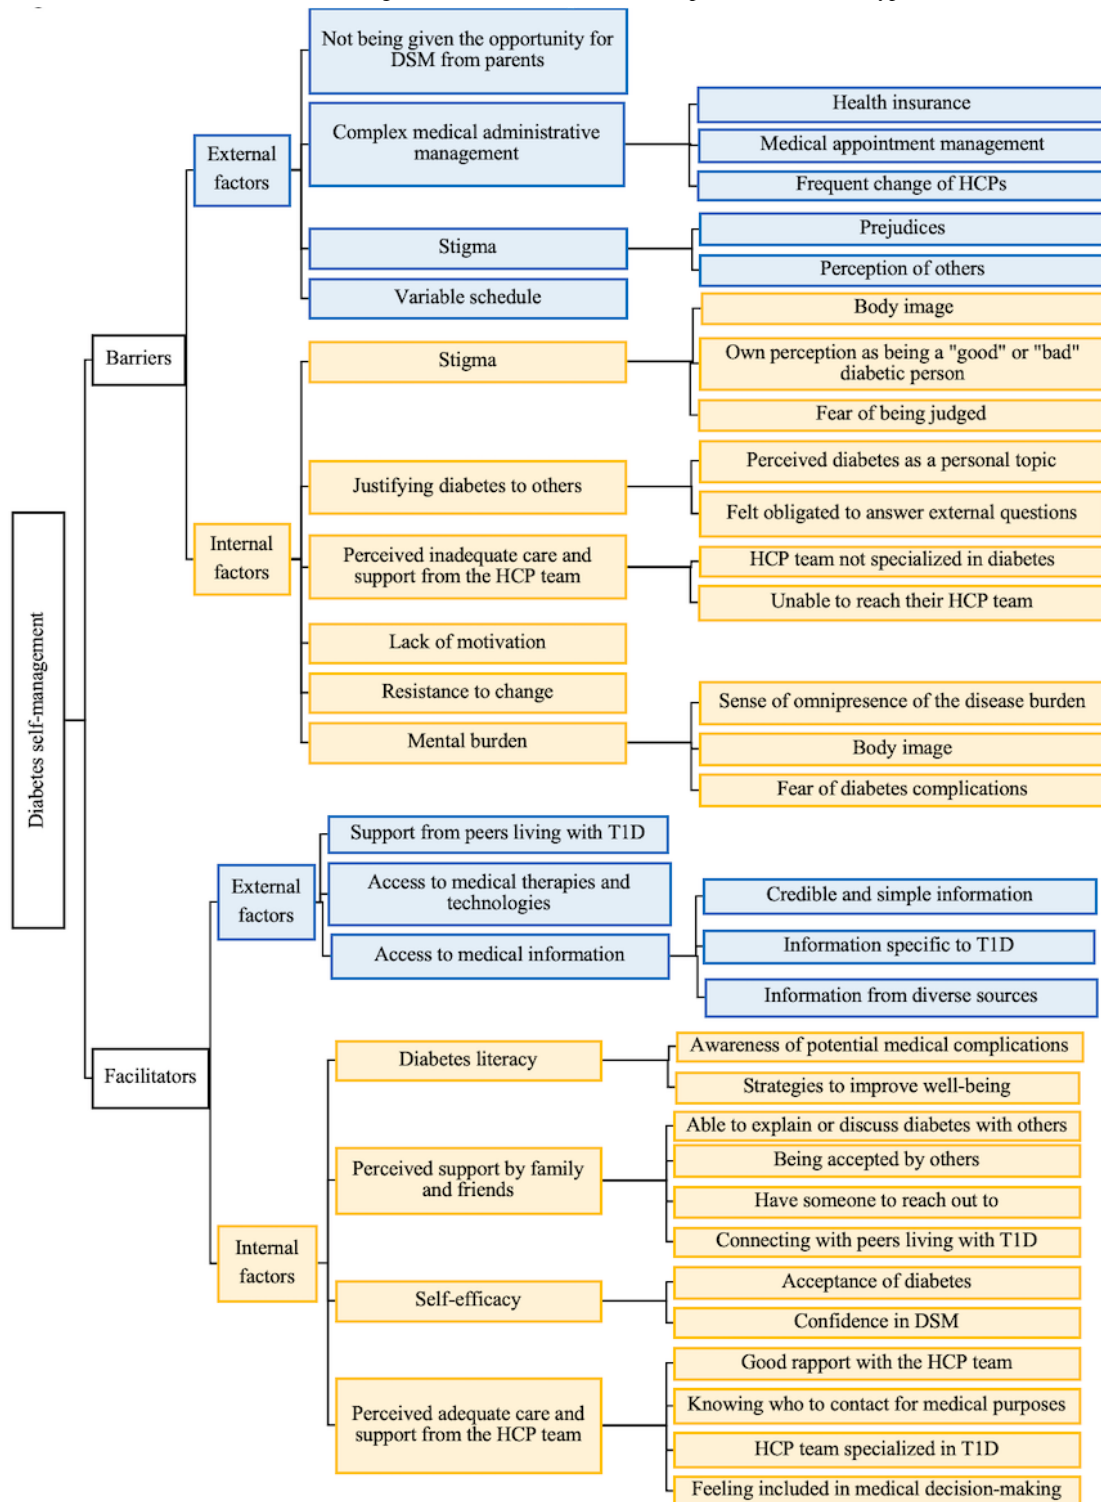 Not being given the opportunity for
DSM from parents
Complex medical administrative
management
Health insurance
Medical appointment management
Frequent change of HCPs
External
factors
Stigma
Prejudices
Perception of others
Variable schedule
Barriers
Stigma
Body image
Own perception as being a "good" or "bad"
diabetic person
Fear of being judged
Justifying diabetes to others
Perceived diabetes as a personal topic
Felt obligated to answer external questions
Internal
factors
Perceived inadequate care and
support from the HCP team
HCP team not specialized in diabetes
Unable to reach their HCP team
Lack of motivation
Resistance to change
Mental burden
Sense of omnipresence of the disease burden
Body image
Fear of diabetes complications
Diabetes self-management
External
factors
Support from peers living with T1D
Access to medical therapies and
technologies
Access to medical information
Credible and simple information
Information specific to T1D
Information from diverse sources
Facilitators
Diabetes literacy
Awareness of potential medical complications
Strategies to improve well-being
Perceived support by family
and friends
Able to explain or discuss diabetes with others
Being accepted by others
Have someone to reach out to
Connecting with peers living with T1D
Internal
factors
Self-efficacy
Acceptance of diabetes
Confidence in DSM
Perceived adequate care and
support from the HCP team
Good rapport with the HCP team
Knowing who to contact for medical purposes
HCP team specialized in T1D
Feeling included in medical decision-making